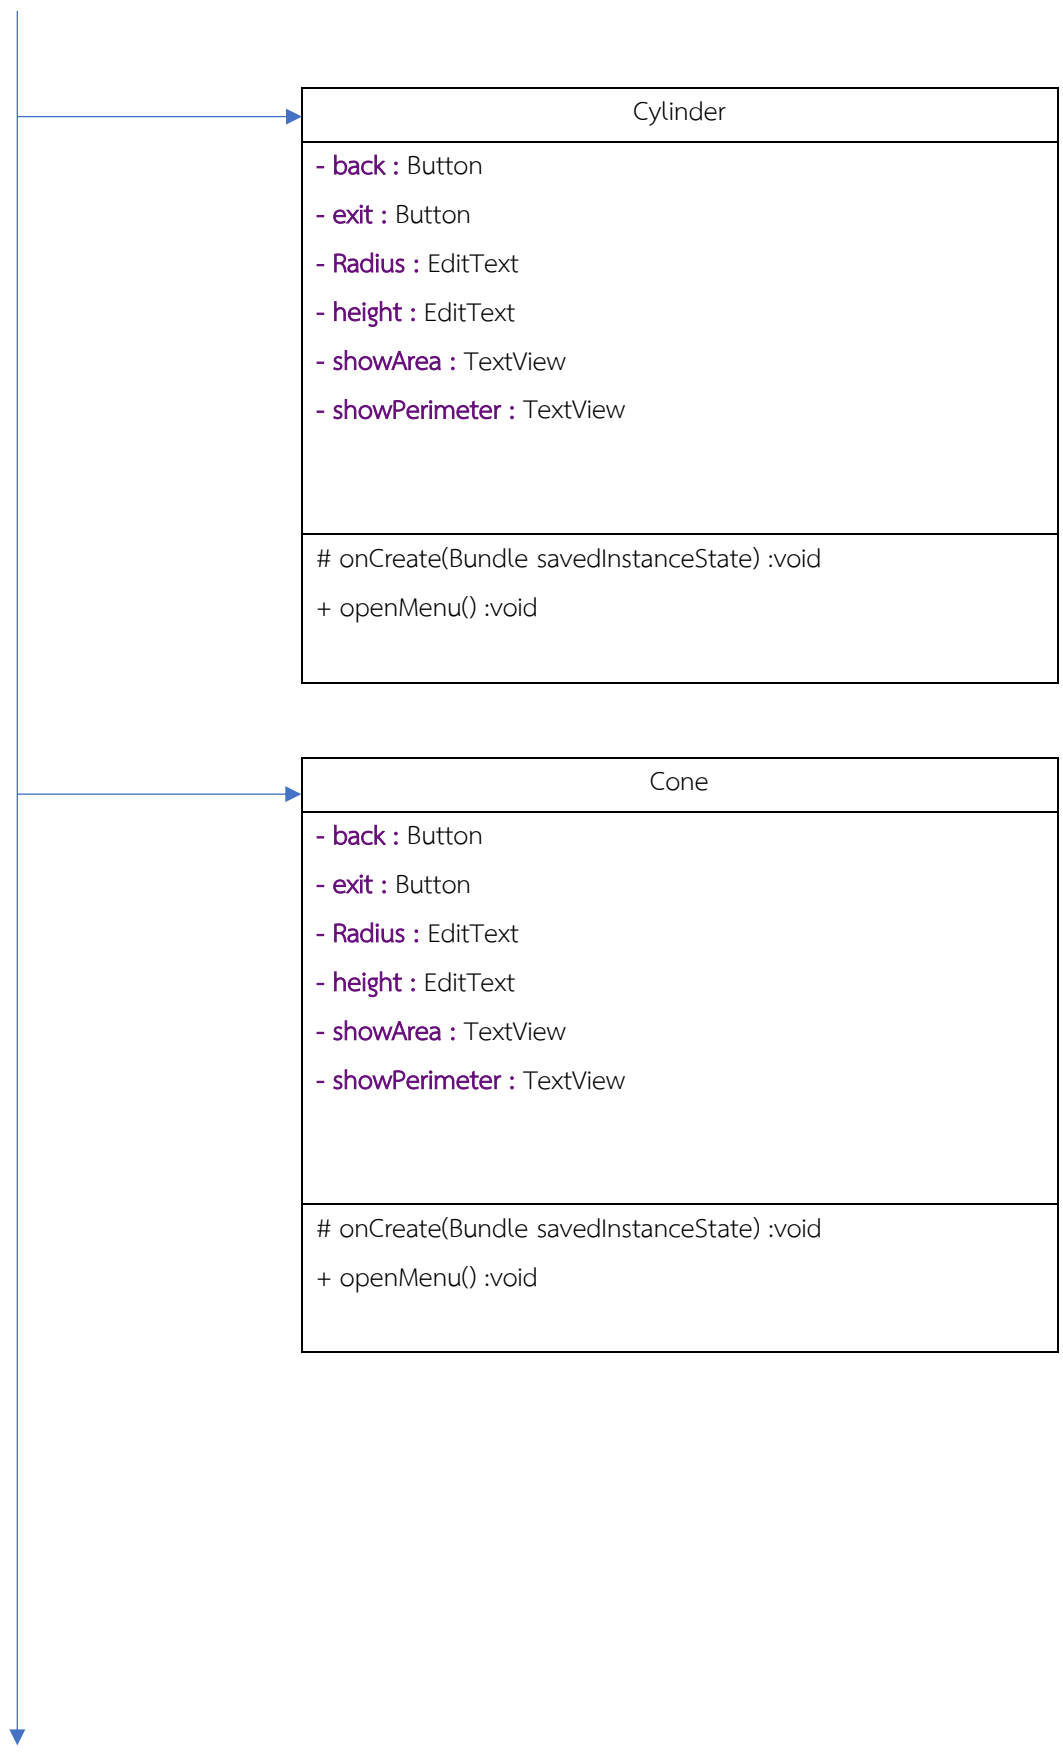 Cylinder
- back : Button
- exit : Button
- Radius : EditText
- height : EditText
- showArea : TextView
- showPerimeter : TextView
# onCreate(Bundle savedInstanceState) :void
+ openMenu() :void
Cone
- back : Button
- exit : Button
- Radius : EditText
- height : EditText
- showArea : TextView
- showPerimeter : TextView
# onCreate(Bundle savedInstanceState) :void
+ openMenu() :void